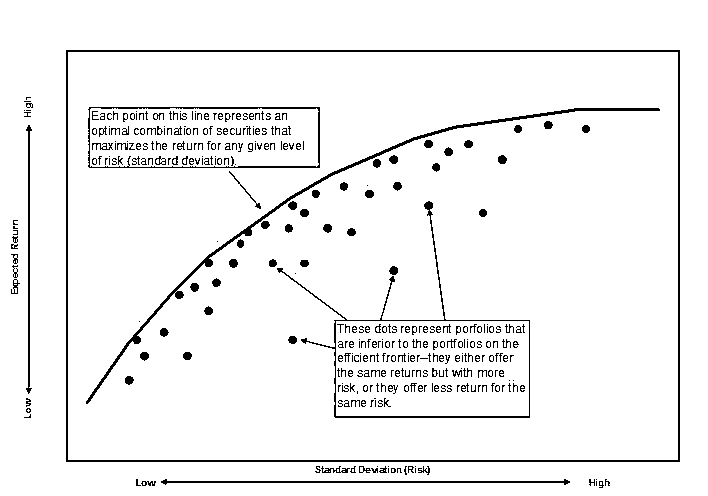 Each point on this line represents an
optimal combination of securities that
maximizes the return for any given level
of risk (standard deviation).
High
Expected Return
Low
These dots represent porfolios that
are inferior to the portfolios on the
efficient frontier--they either offer
the same returns but with more
risk, or they offer less return for the
same risk.
Standard Deviation (Risk)
Low
High